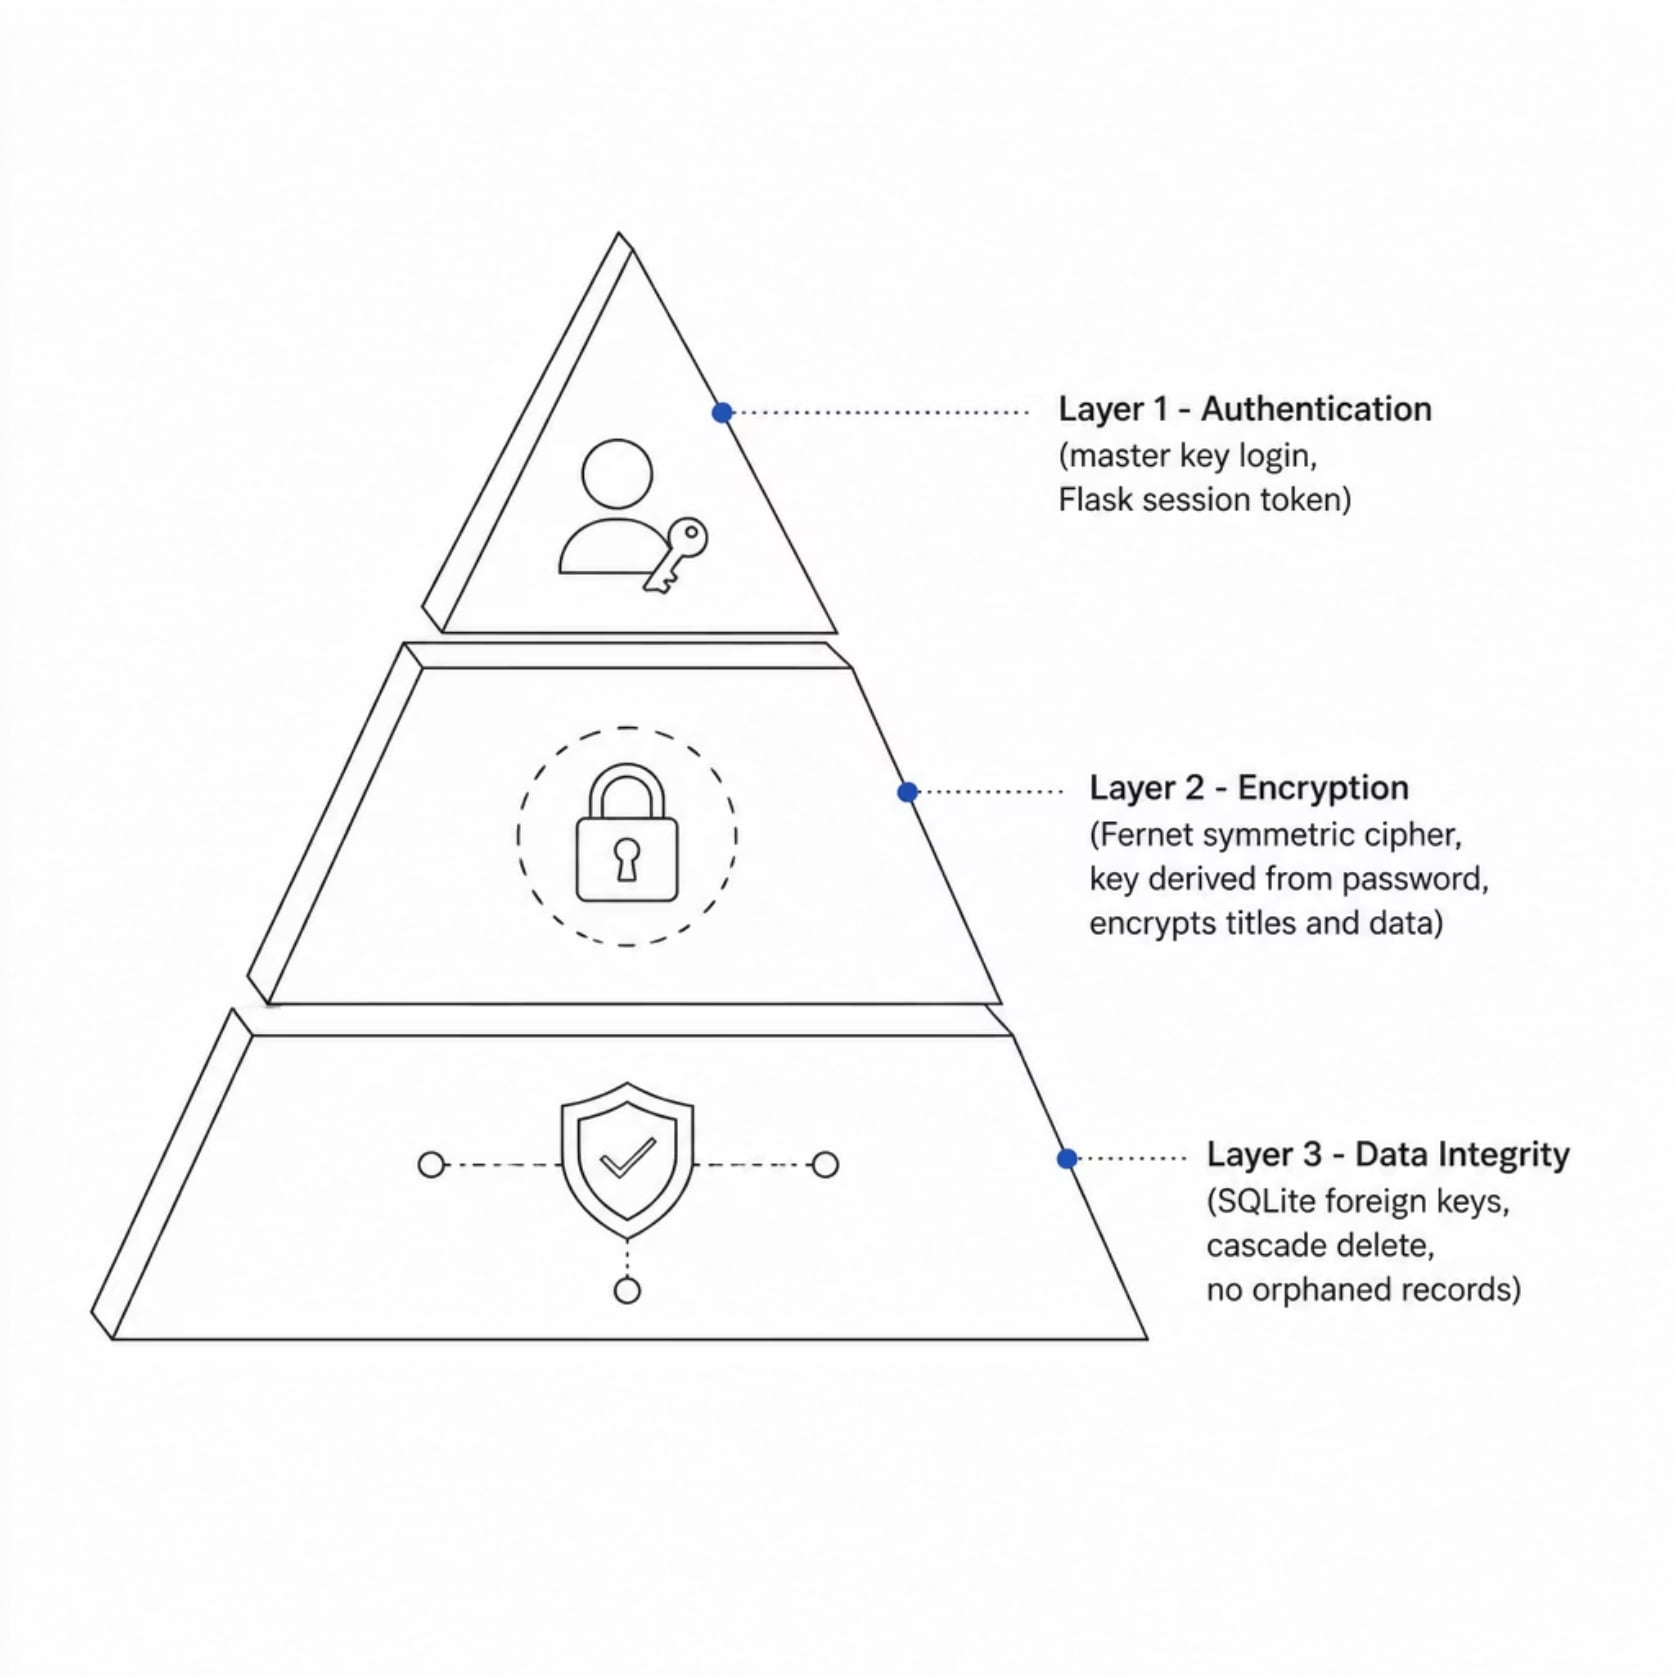 Layer 1 - Authentication
(master key login,
Flask session token)
Layer 2 - Encryption
(Fernet symmetric cipher,
key derived from password,
encrypts titles and data)
Layer 3 - Data Integrity
(SQLite foreign keys,
cascade delete,
no orphaned records)